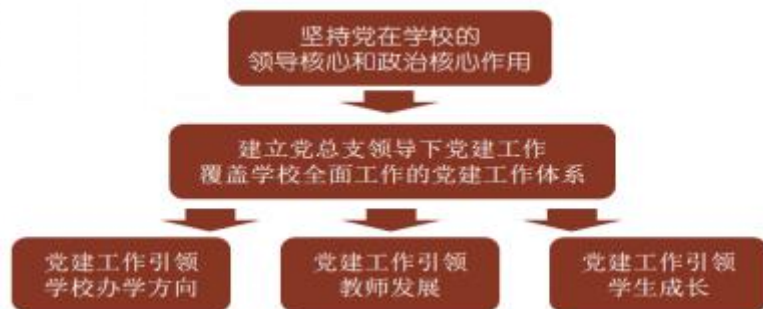 坚持党在学校的
领导核心和政治核心作用
建立党总支领导下党建工作
覆盖学校全面工作的党建工作体系
党建工作引领
学校办学方向
党建工作引领
教师发展
党建工作引领
学生成长